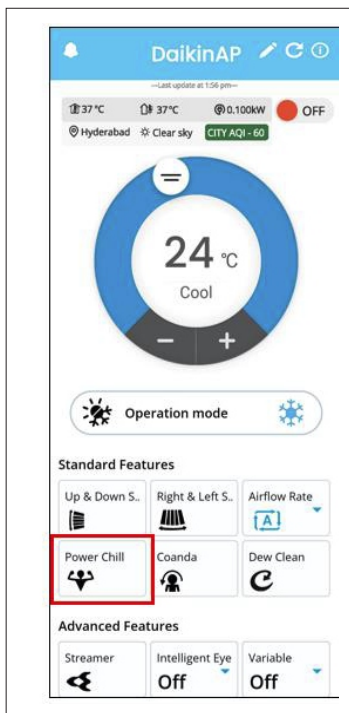 DaikinAP
—Last update at 1:56 pm—
37°C 37°C 0.100kW OFF
Hyderabad Clear sky CITY AQI - 60
24 °C
Cool
− +
Operation mode
Standard Features
Up & Down S.. Right & Left S.. Airflow Rate
A
Power Chill Coanda Dew Clean
Advanced Features
Streamer Intelligent Eye Variable
Off Off